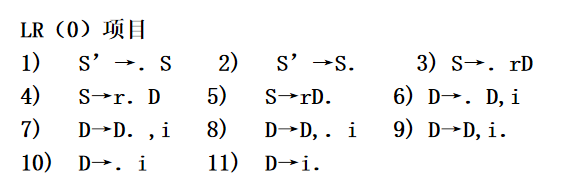 LR（0）项目
1) S’ →. S 2) S’ →S. 3) S→. rD
4) S→r. D 5) S→rD. 6) D→. D,i
7) D→D. ,i 8) D→D,. i 9) D→D,i.
10) D→. i 11) D→i.